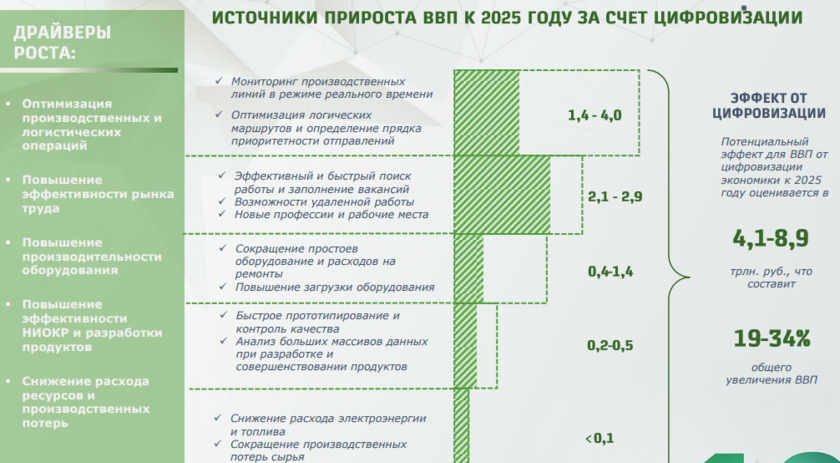 ИСТОЧНИКИ ПРИРОСТА ВВП К 2025 ГОДУ ЗА СЧЕТ ЦИФРОВИЗАЦИИ
ДРАЙВЕРЫ
РОСТА:
• Оптимизация
производственных и
логистических
операций
• Повышение
эффективности рынка
труда
• Повышение
производительности
оборудования
• Повышение
эффективности
НИОКР и разработки
продуктов
• Снижение расхода
ресурсов и
производственных
потерь
✓ Мониторинг производственных
линий в режиме реального времени
✓ Оптимизация логических
маршрутов и определение прядка
приоритетности отправлений
1,4 - 4,0
✓ Эффективный и быстрый поиск
работы и заполнение вакансий
✓ Возможности удаленной работы
✓ Новые профессии и рабочие места
2,1 - 2,9
✓ Сокращение простоев
оборудование и расходов на
ремонты
✓ Повышение загрузки оборудования
0,4-1,4
✓ Быстрое прототипирование и
контроль качества
✓ Анализ больших массивов данных
при разработке и
совершенствовании продуктов
0,2-0,5
✓ Снижение расхода электроэнергии
и топлива
✓ Сокращение производственных
потерь сырья
<0,1
ЭФФЕКТ ОТ
ЦИФРОВИЗАЦИИ
Потенциальный
эффект для ВВП от
цифровизации
экономики к 2025
году оценивается в
4,1-8,9
трлн. руб., что
составит
19-34%
общего
увеличения ВВП